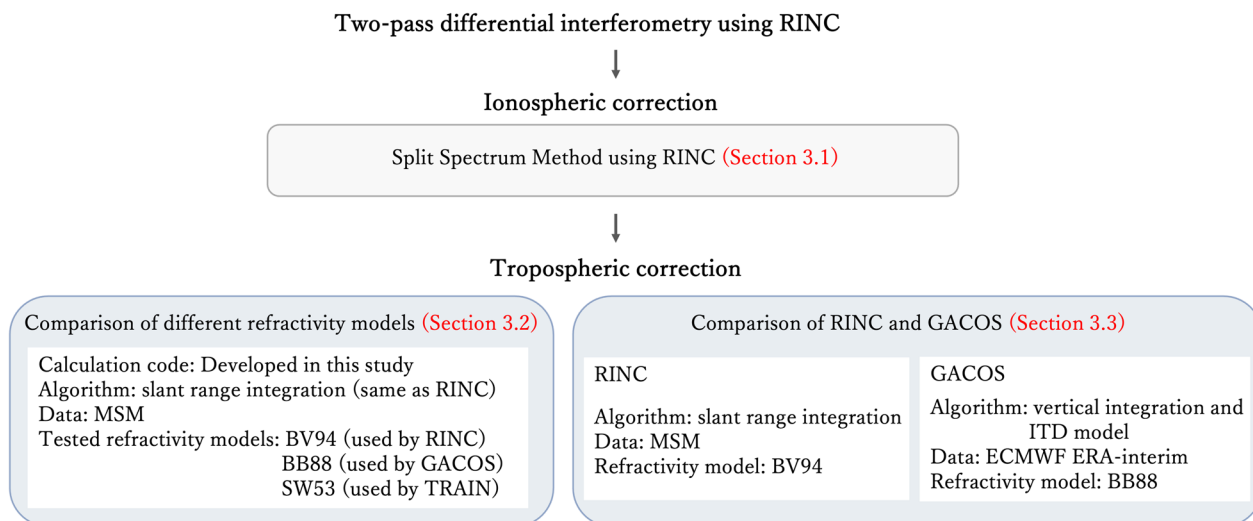 Two-pass differential interferometry using RINC
Ionospheric correction
Split Spectrum Method using RINC (Section 3.1)
Tropospheric correction
Comparison of different refractivity models (Section 3.2)
Calculation code: Developed in this study
Algorithm: slant range integration (same as RINC)
Data: MSM
Tested refractivity models: BV94 (used by RINC)
BB88 (used by GACOS)
SW53 (used by TRAIN)
Comparison of RINC and GACOS (Section 3.3)
RINC
Algorithm: slant range integration
Data: MSM
Refractivity model: BV94
GACOS
Algorithm: vertical integration and
ITD model
Data: ECMWF ERA-interim
Refractivity model: BB88